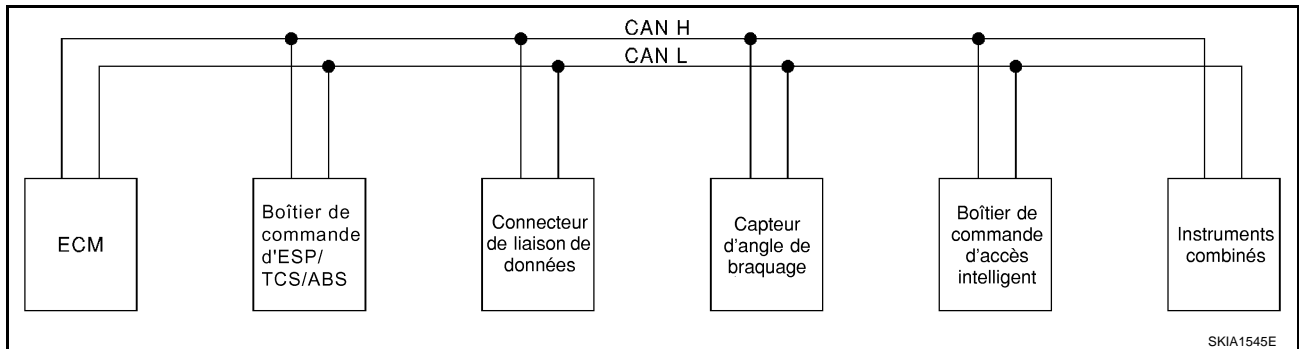 CAN H
CAN L
ECM
Boîtier de
commande
d'ESP/
TCS/ABS
Connecteur
de liaison de
données
Capteur
d'angle de
braquage
Boîtier de
commande
d'accès
intelligent
Instruments
combinés
SKIA1545E